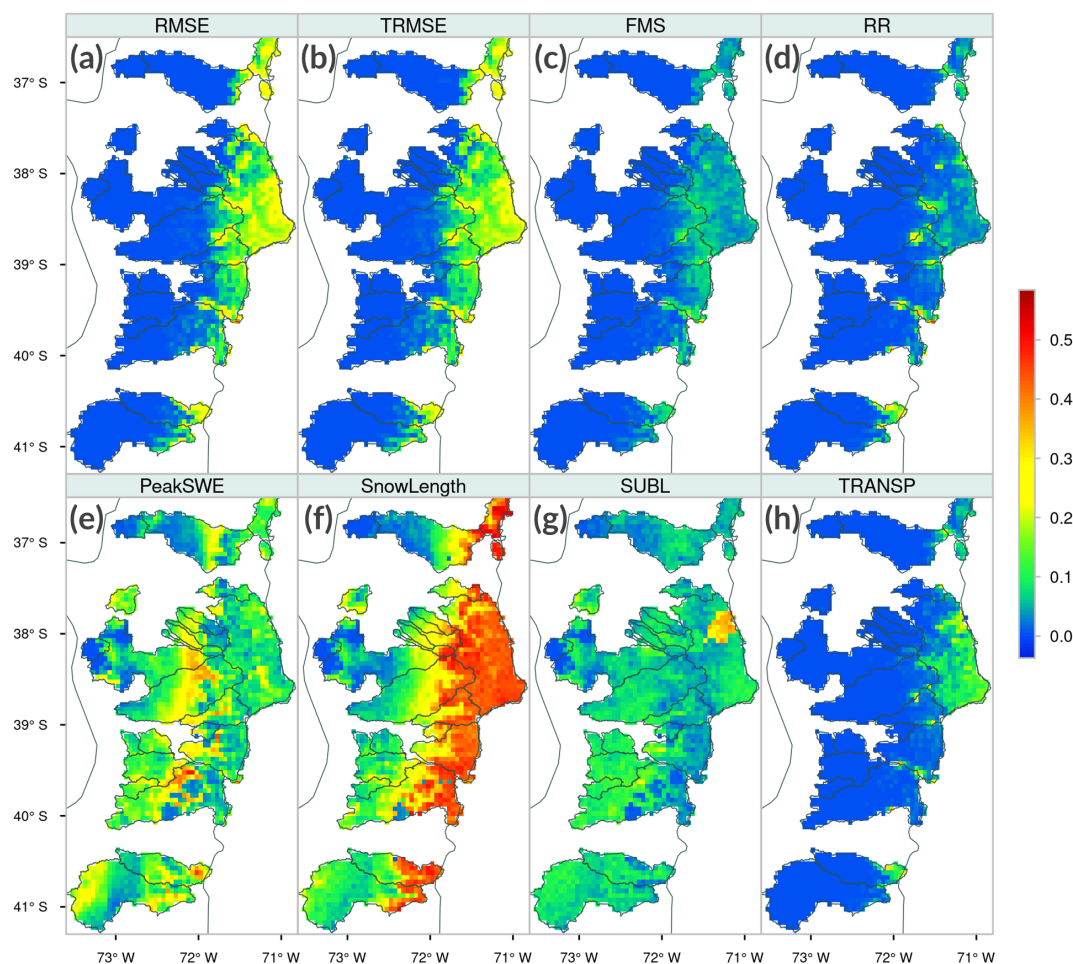 RMSE TRMSE FMS RR
(a) (b) (c) (d)
37° S
38° S
39° S
40° S
41° S
PeakSWE SnowLength SUBL TRANSP
(e) (f) (g) (h)
37° S
38° S
39° S
40° S
41° S
73° W 72° W 71° W 73° W 72° W 71° W 73° W 72° W 71° W 73° W 72° W 71° W
0.5
0.4
0.3
0.2
0.1
0.0